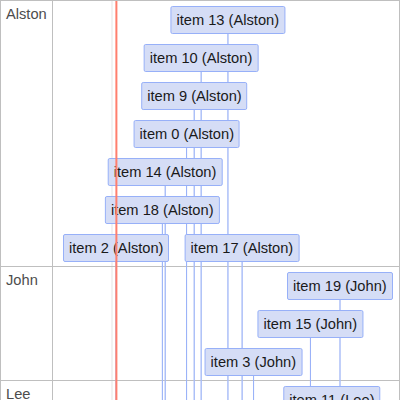 Alston
item 13 (Alston)
item 10 (Alston)
item 9 (Alston)
item 0 (Alston)
item 14 (Alston)
item 18 (Alston)
item 2 (Alston)
item 17 (Alston)
John
item 19 (John)
item 15 (John)
item 3 (John)
Lee
item 11 (Lee)